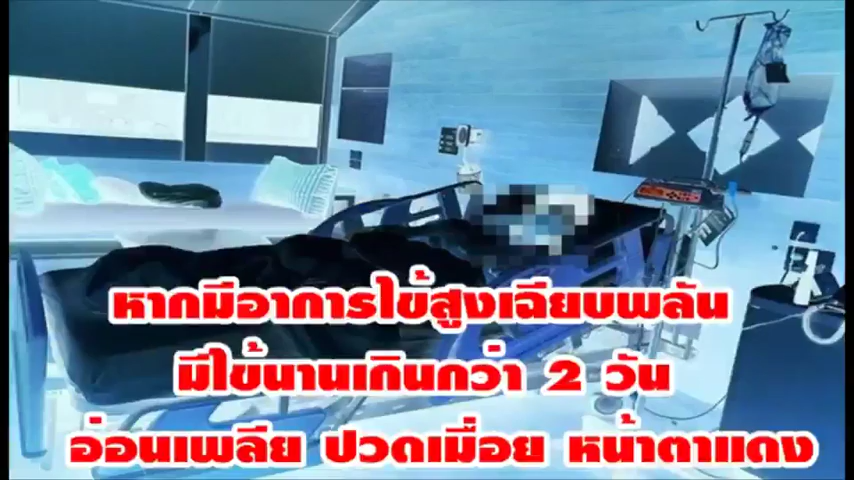 หากมีอาการไข้สูงเฉียบพลัน
มีไข้นานเกินกว่า 2 วัน
อ่อนเพลีย ปวดเมื่อย หน้าตาแดง